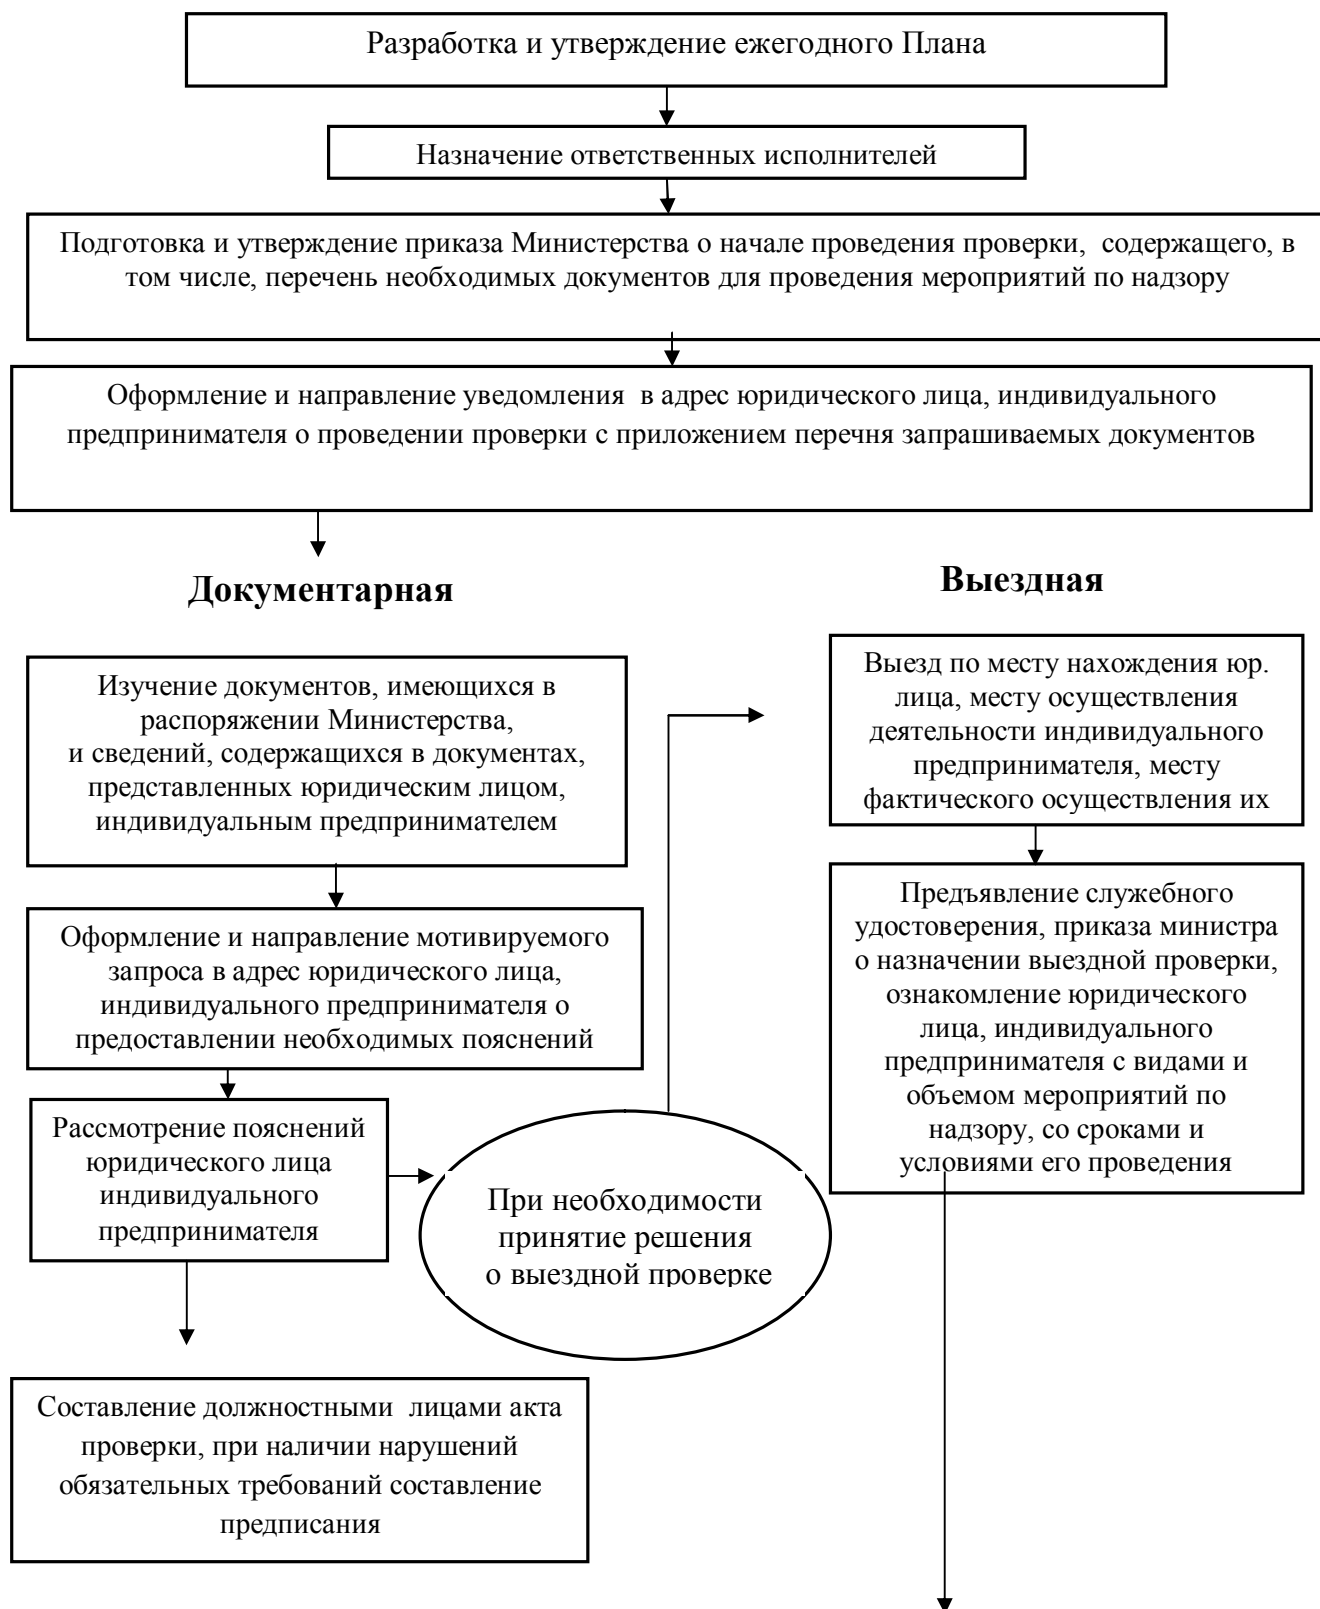 Разработка и утверждение ежегодного Плана
Назначение ответственных исполнителей
Подготовка и утверждение приказа Министерства о начале проведения проверки, содержащего, в
том числе, перечень необходимых документов для проведения мероприятий по надзору
Оформление и направление уведомления в адрес юридического лица, индивидуального
предпринимателя о проведении проверки с приложением перечня запрашиваемых документов
Документарная
Изучение документов, имеющихся в
распоряжении Министерства,
и сведений, содержащихся в документах,
представленных юридическим лицом,
индивидуальным предпринимателем
Оформление и направление мотивируемого
запроса в адрес юридического лица,
индивидуального предпринимателя о
предоставлении необходимых пояснений
Рассмотрение пояснений
юридического лица
индивидуального
предпринимателя
При необходимости
принятие решения
о выездной проверке
Составление должностными лицами акта
проверки, при наличии нарушений
обязательных требований составление
предписания
Выездная
Выезд по месту нахождения юр.
лица, месту осуществления
деятельности индивидуального
предпринимателя, месту
фактического осуществления их
Предъявление служебного
удостоверения, приказа министра
о назначении выездной проверки,
ознакомление юридического
лица, индивидуального
предпринимателя с видами и
объемом мероприятий по
надзору, со сроками и
условиями его проведения